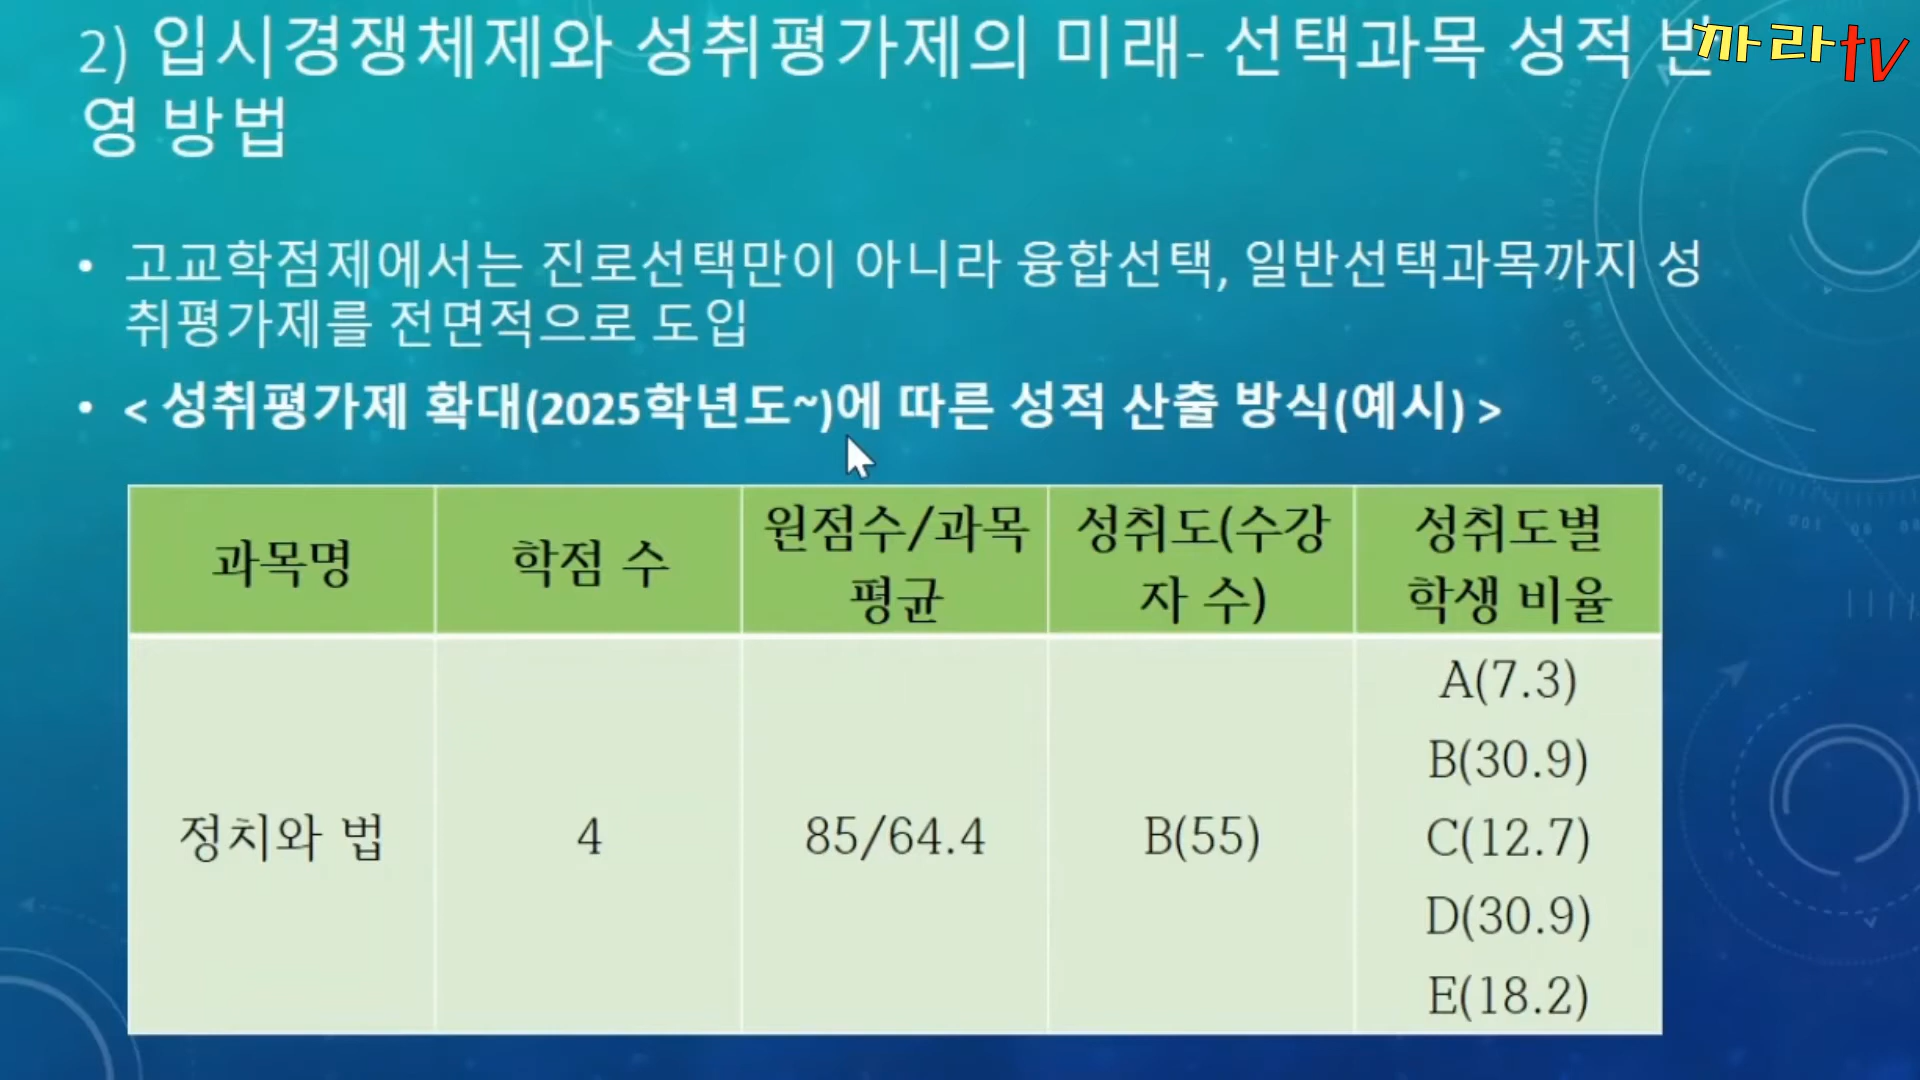 2) 입시경쟁체제와 성취평가제의 미래- 선택과목 성적 반
영 방법
까라tv
• 고교학점제에서는 진로선택만이 아니라 융합선택, 일반선택과목까지 성
취평가제를 전면적으로 도입
• < 성취평가제 확대(2025학년도~)에 따른 성적 산출 방식(예시) >
과목명
학점 수
원점수/과목
평균
성취도(수강
자 수)
성취도별
학생 비율
정치와 법
4
85/64.4
B(55)
A(7.3)
B(30.9)
C(12.7)
D(30.9)
E(18.2)